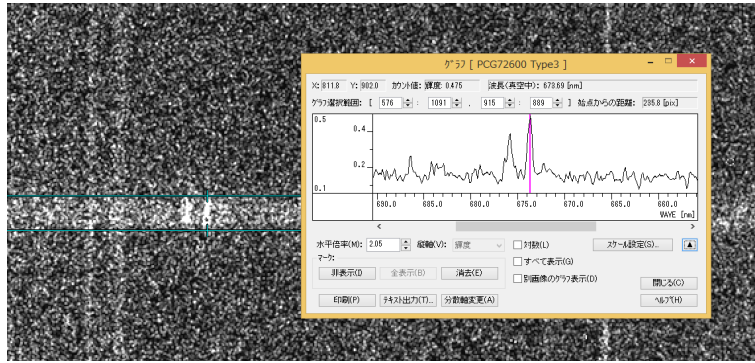 グラフ [ PCG72600 Type3 ]
X: 811.8 Y: 902.0 カウント値: 輝度: 0.475 波長(真空中): 673.69 [nm]
グラフ選択範囲: [ 576 : 1091 , 915 : 889 ] 始点からの距離: 235.8 [pix]
0.5
0.4
0.2
0.1
690.0 685.0 680.0 675.0 670.0 665.0 660.0
WAVE [nm]
水平倍率(M): 2.05 縦軸(V): 輝度 対数(L) スケール設定(S)...
マーク: すべて表示(G)
非表示(I) 全表示(B) 消去(E) 別画像のグラフ表示(D) 閉じる(C)
印刷(P) テキスト出力(T)... 分散軸変更(A) ヘルプ(H)